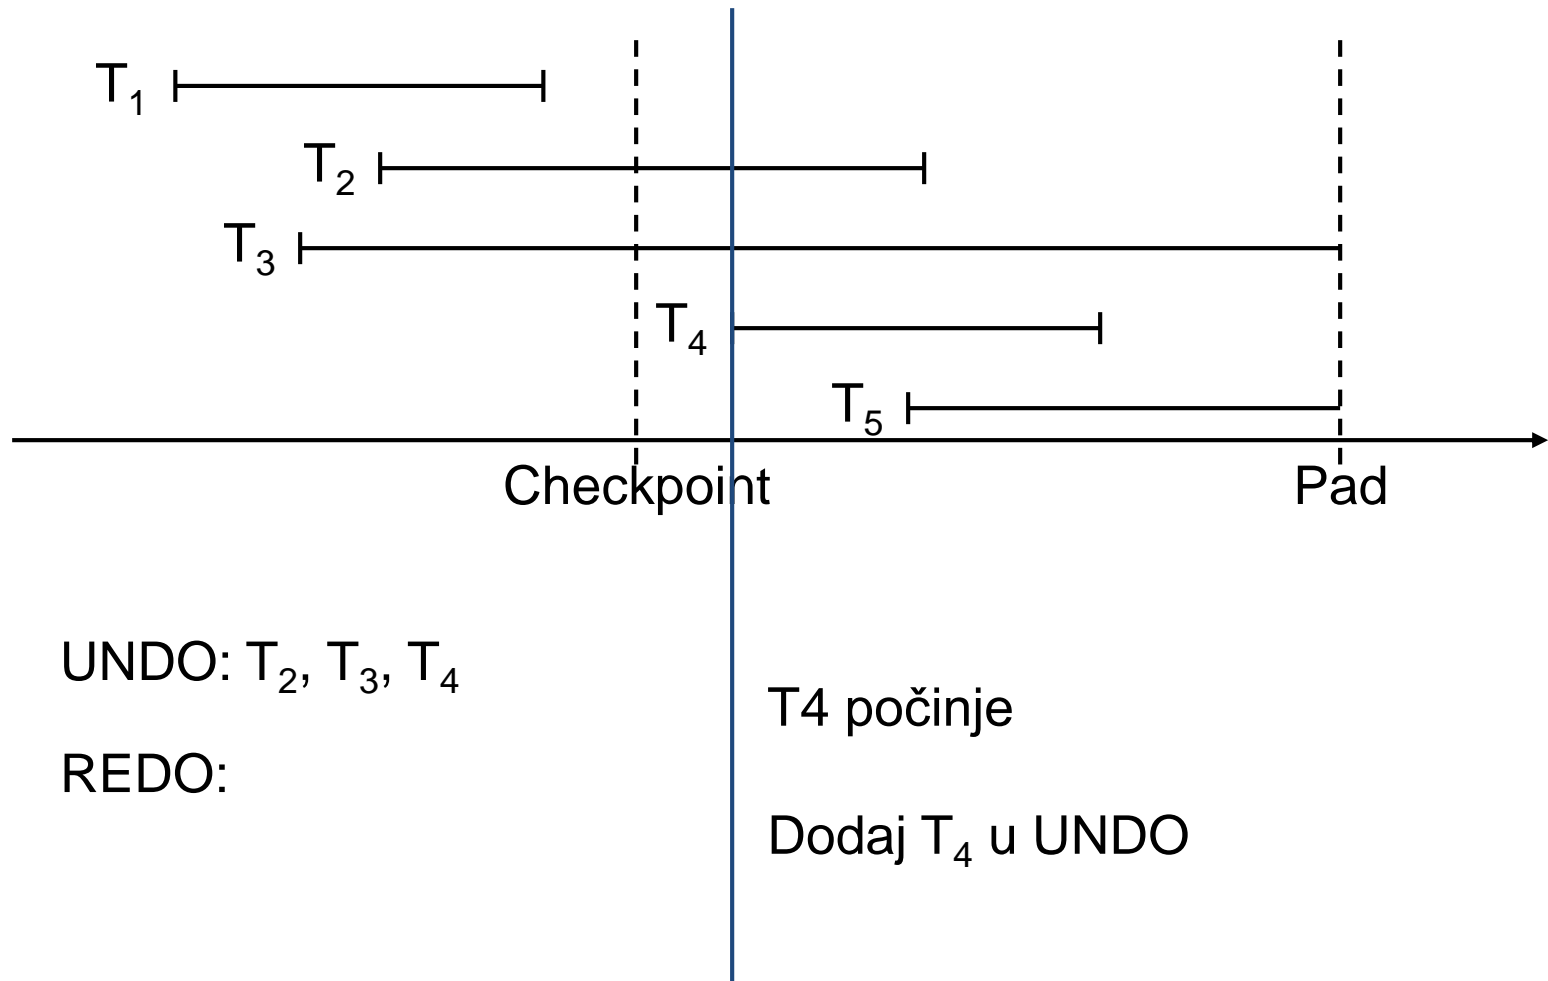 T₁
T₂
T₃
T₄
T₅
Checkpoint
Pad
UNDO: T₂, T₃, T₄
T4 počinje
REDO:
Dodaj T₄ u UNDO